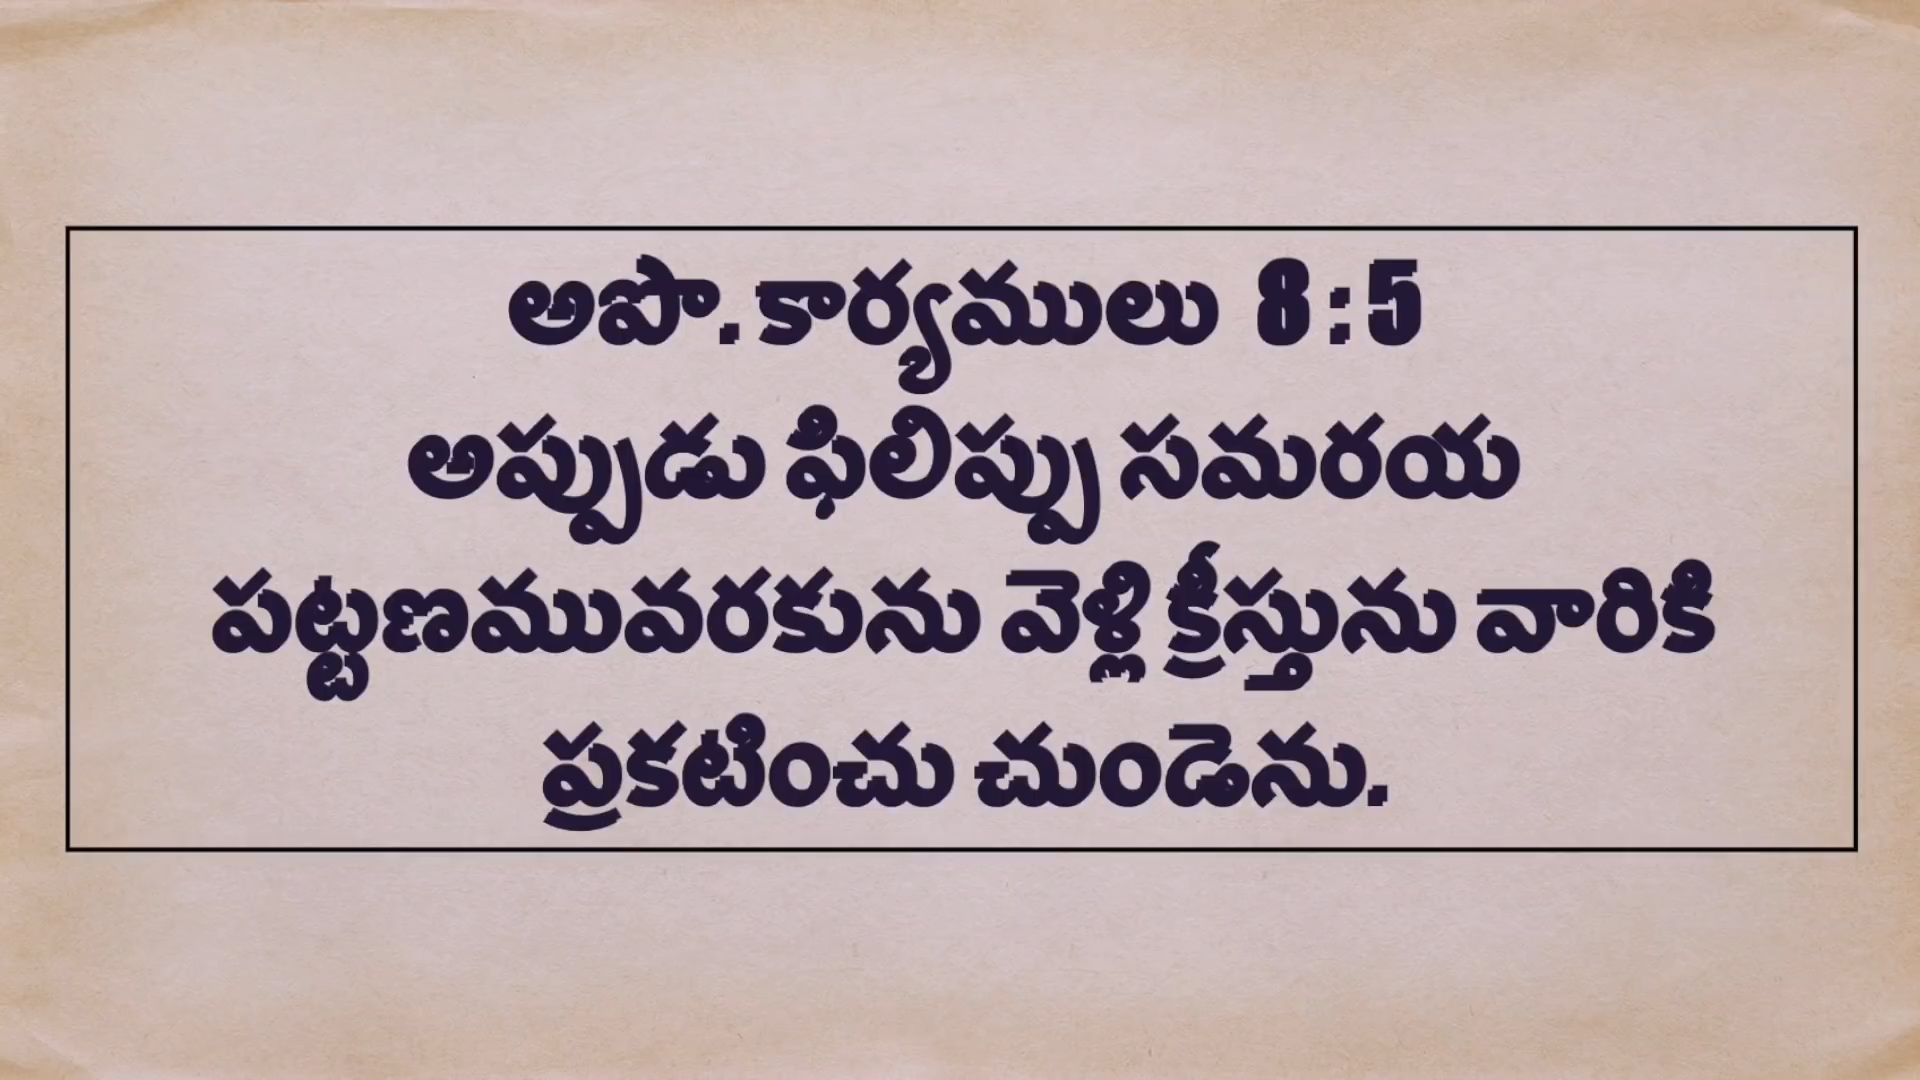 అపొ. కార్యములు 8 : 5
అప్పుడు ఫిలిప్పు సమరయ
పట్టణమువరకును వెళ్లి క్రీస్తును వారికి
ప్రకటించు చుండెను.